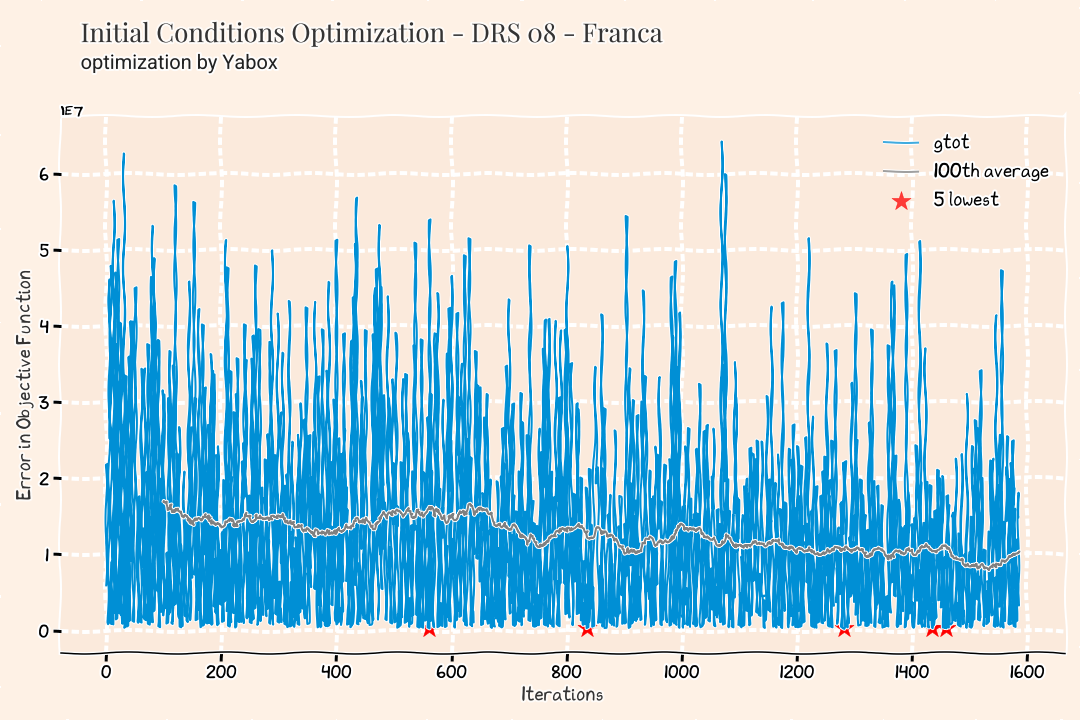 Initial Conditions Optimization - DRS 08 - Franca
optimization by Yabox
1E7
gtot
100th average
5 lowest
Error in Objective Function
6
5
4
3
2
1
0
0 200 400 600 800 1000 1200 1400 1600
Iterations